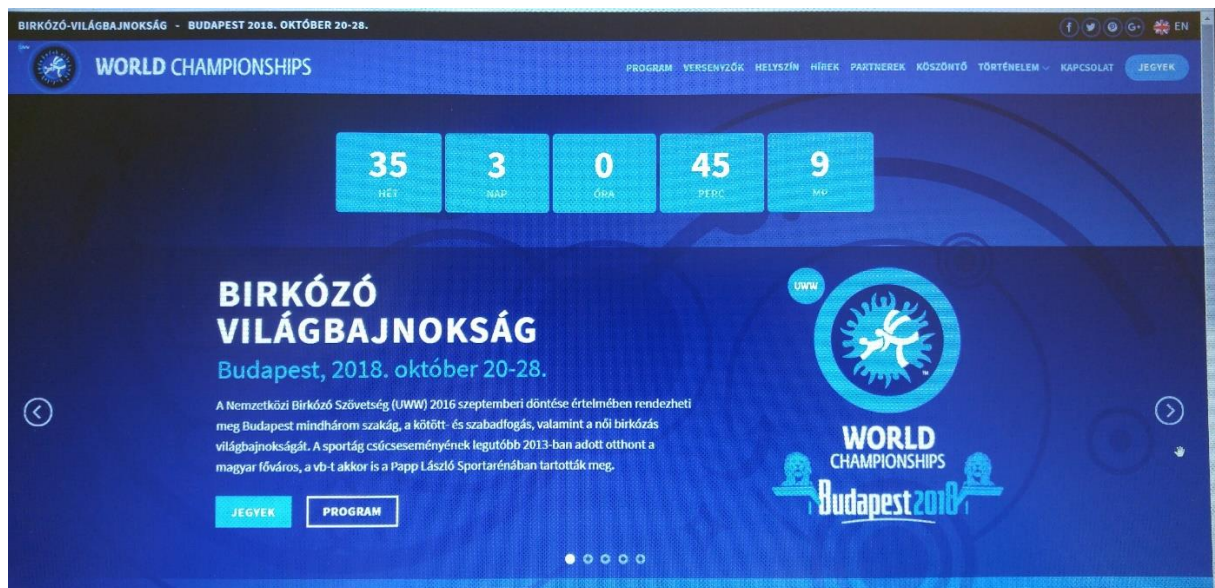 BIRKÓZÓ-VILÁGBAJNOKSÁG - BUDAPEST 2018. OKTÓBER 20-28.
EN
UWW
WORLD CHAMPIONSHIPS
PROGRAM VERSENYZŐK HELYSZÍN HÍREK PARTNEREK KÖSZÖNTŐ TÖRTÉNELEM KAPCSOLAT JEGYEK
35 3 0 45 9
HÉT NAP ÓRA PERC MP
BIRKÓZÓ
VILÁGBAJNOKSÁG
Budapest, 2018. október 20-28.
A Nemzetközi Birkózó Szövetség (UWW) 2016 szeptemberi döntése értelmében rendezheti
meg Budapest mindhárom szakág, a kötött- és szabadfogás, valamint a női birkózás
világbajnokságát. A sportág csúcseseményének legutóbb 2013-ban adott otthont a
magyar főváros, a vb-t akkor is a Papp László Sportarénában tartották meg.
JEGYEK PROGRAM
UWW
TM
WORLD
CHAMPIONSHIPS
Budapest 2018